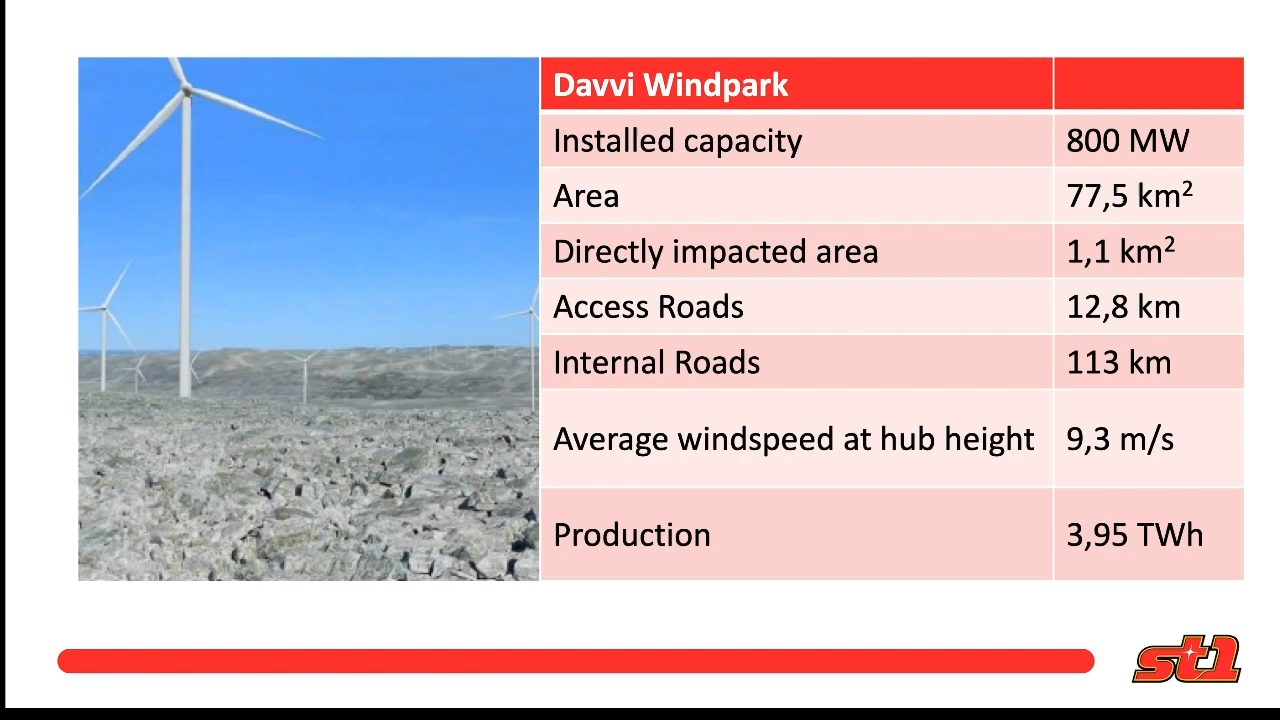 Davvi Windpark
Installed capacity 800 MW
Area 77,5 km²
Directly impacted area 1,1 km²
Access Roads 12,8 km
Internal Roads 113 km
Average windspeed at hub height 9,3 m/s
Production 3,95 TWh
st1